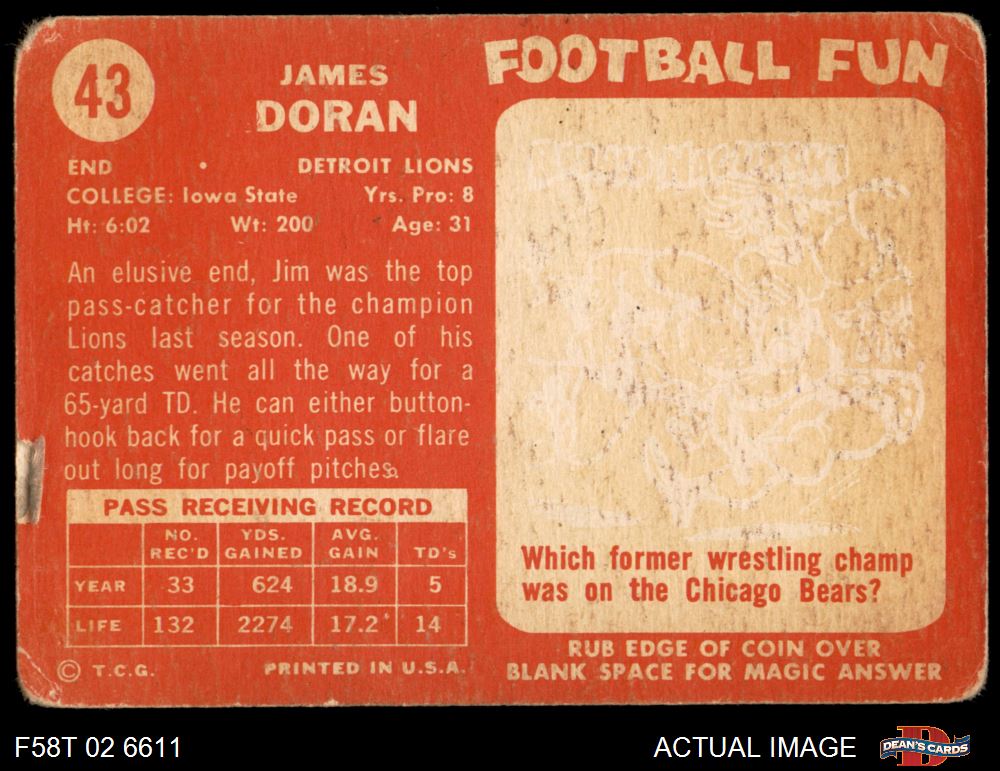 43
JAMES
DORAN
END • DETROIT LIONS
COLLEGE: Iowa State Yrs. Pro: 8
Ht: 6:02 Wt: 200 Age: 31
An elusive end, Jim was the top
pass-catcher for the champion
Lions last season. One of his
catches went all the way for a
65-yard TD. He can either button-
hook back for a quick pass or flare
out long for payoff pitches.
PASS RECEIVING RECORD
NO. REC'D YDS. GAINED AVG. GAIN TD's
YEAR 33 624 18.9 5
LIFE 132 2274 17.2 14
© T.C.G. PRINTED IN U.S.A.
FOOTBALL FUN
Which former wrestling champ
was on the Chicago Bears?
RUB EDGE OF COIN OVER
BLANK SPACE FOR MAGIC ANSWER
F58T 02 6611
ACTUAL IMAGE
DEAN'S CARDS